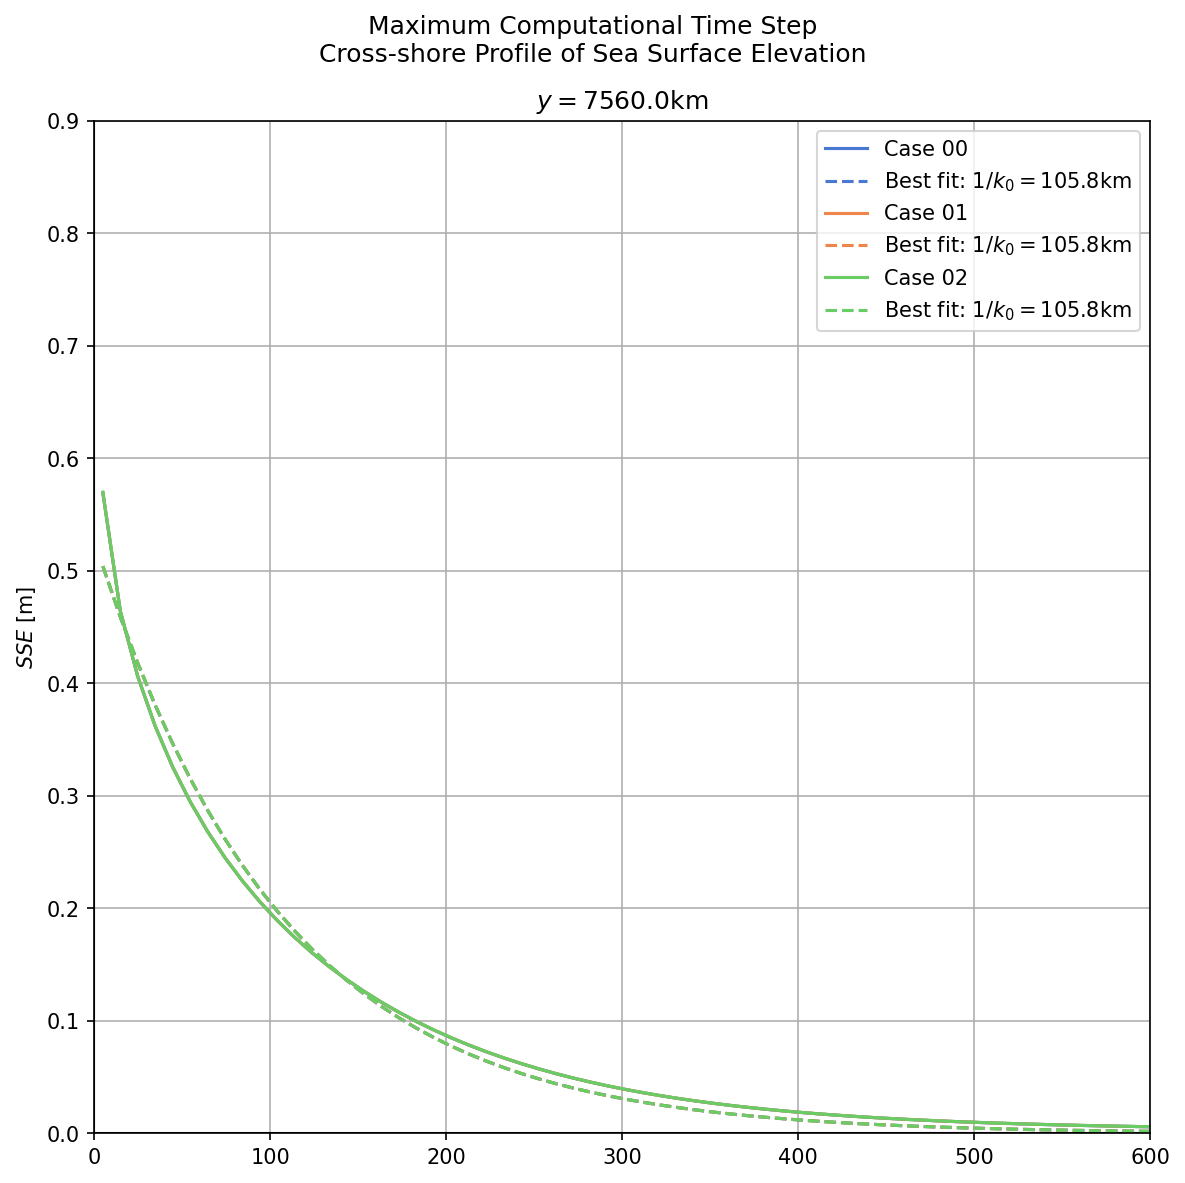 Maximum Computational Time Step
Cross-shore Profile of Sea Surface Elevation
y = 7560.0km
0.9
0.8
0.7
0.6
0.5
0.4
0.3
0.2
0.1
0.0
SSE [m]
Case 00
Best fit: 1/k₀ = 105.8km
Case 01
Best fit: 1/k₀ = 105.8km
Case 02
Best fit: 1/k₀ = 105.8km
0 100 200 300 400 500 600